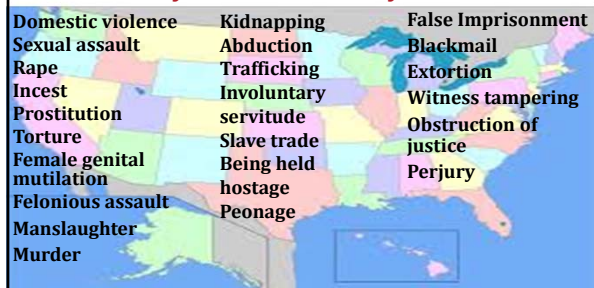 Domestic violence
Sexual assault
Rape
Incest
Prostitution
Torture
Female genital
mutilation
Felonious assault
Manslaughter
Murder
Kidnapping
Abduction
Trafficking
Involuntary
servitude
Slave trade
Being held
hostage
Peonage
False Imprisonment
Blackmail
Extortion
Witness tampering
Obstruction of
justice
Perjury